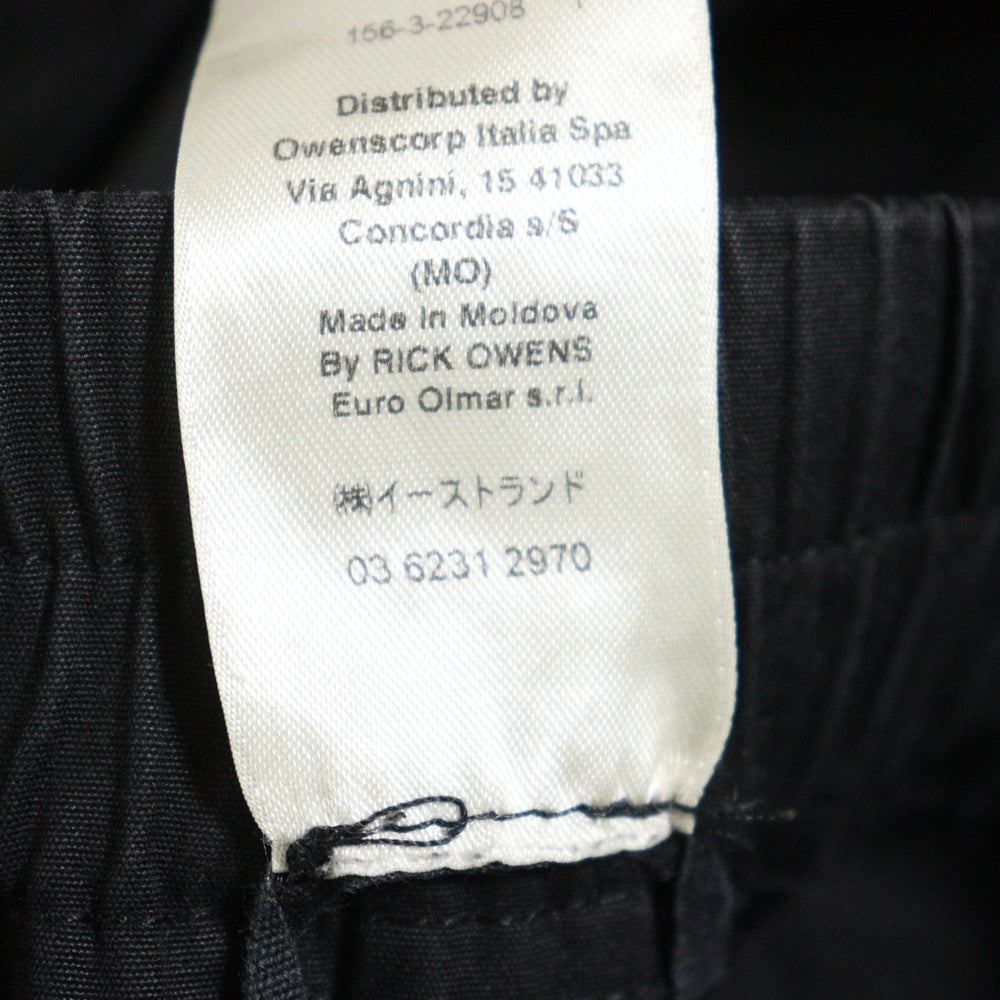 156-3-22908
Distributed by
Owenscorp Italia Spa
Via Agnini, 15 41033
Concordia s/S
(MO)
Made in Moldova
By RICK OWENS
Euro Olmar s.r.l.
㈱イーストランド
03 6231 2970